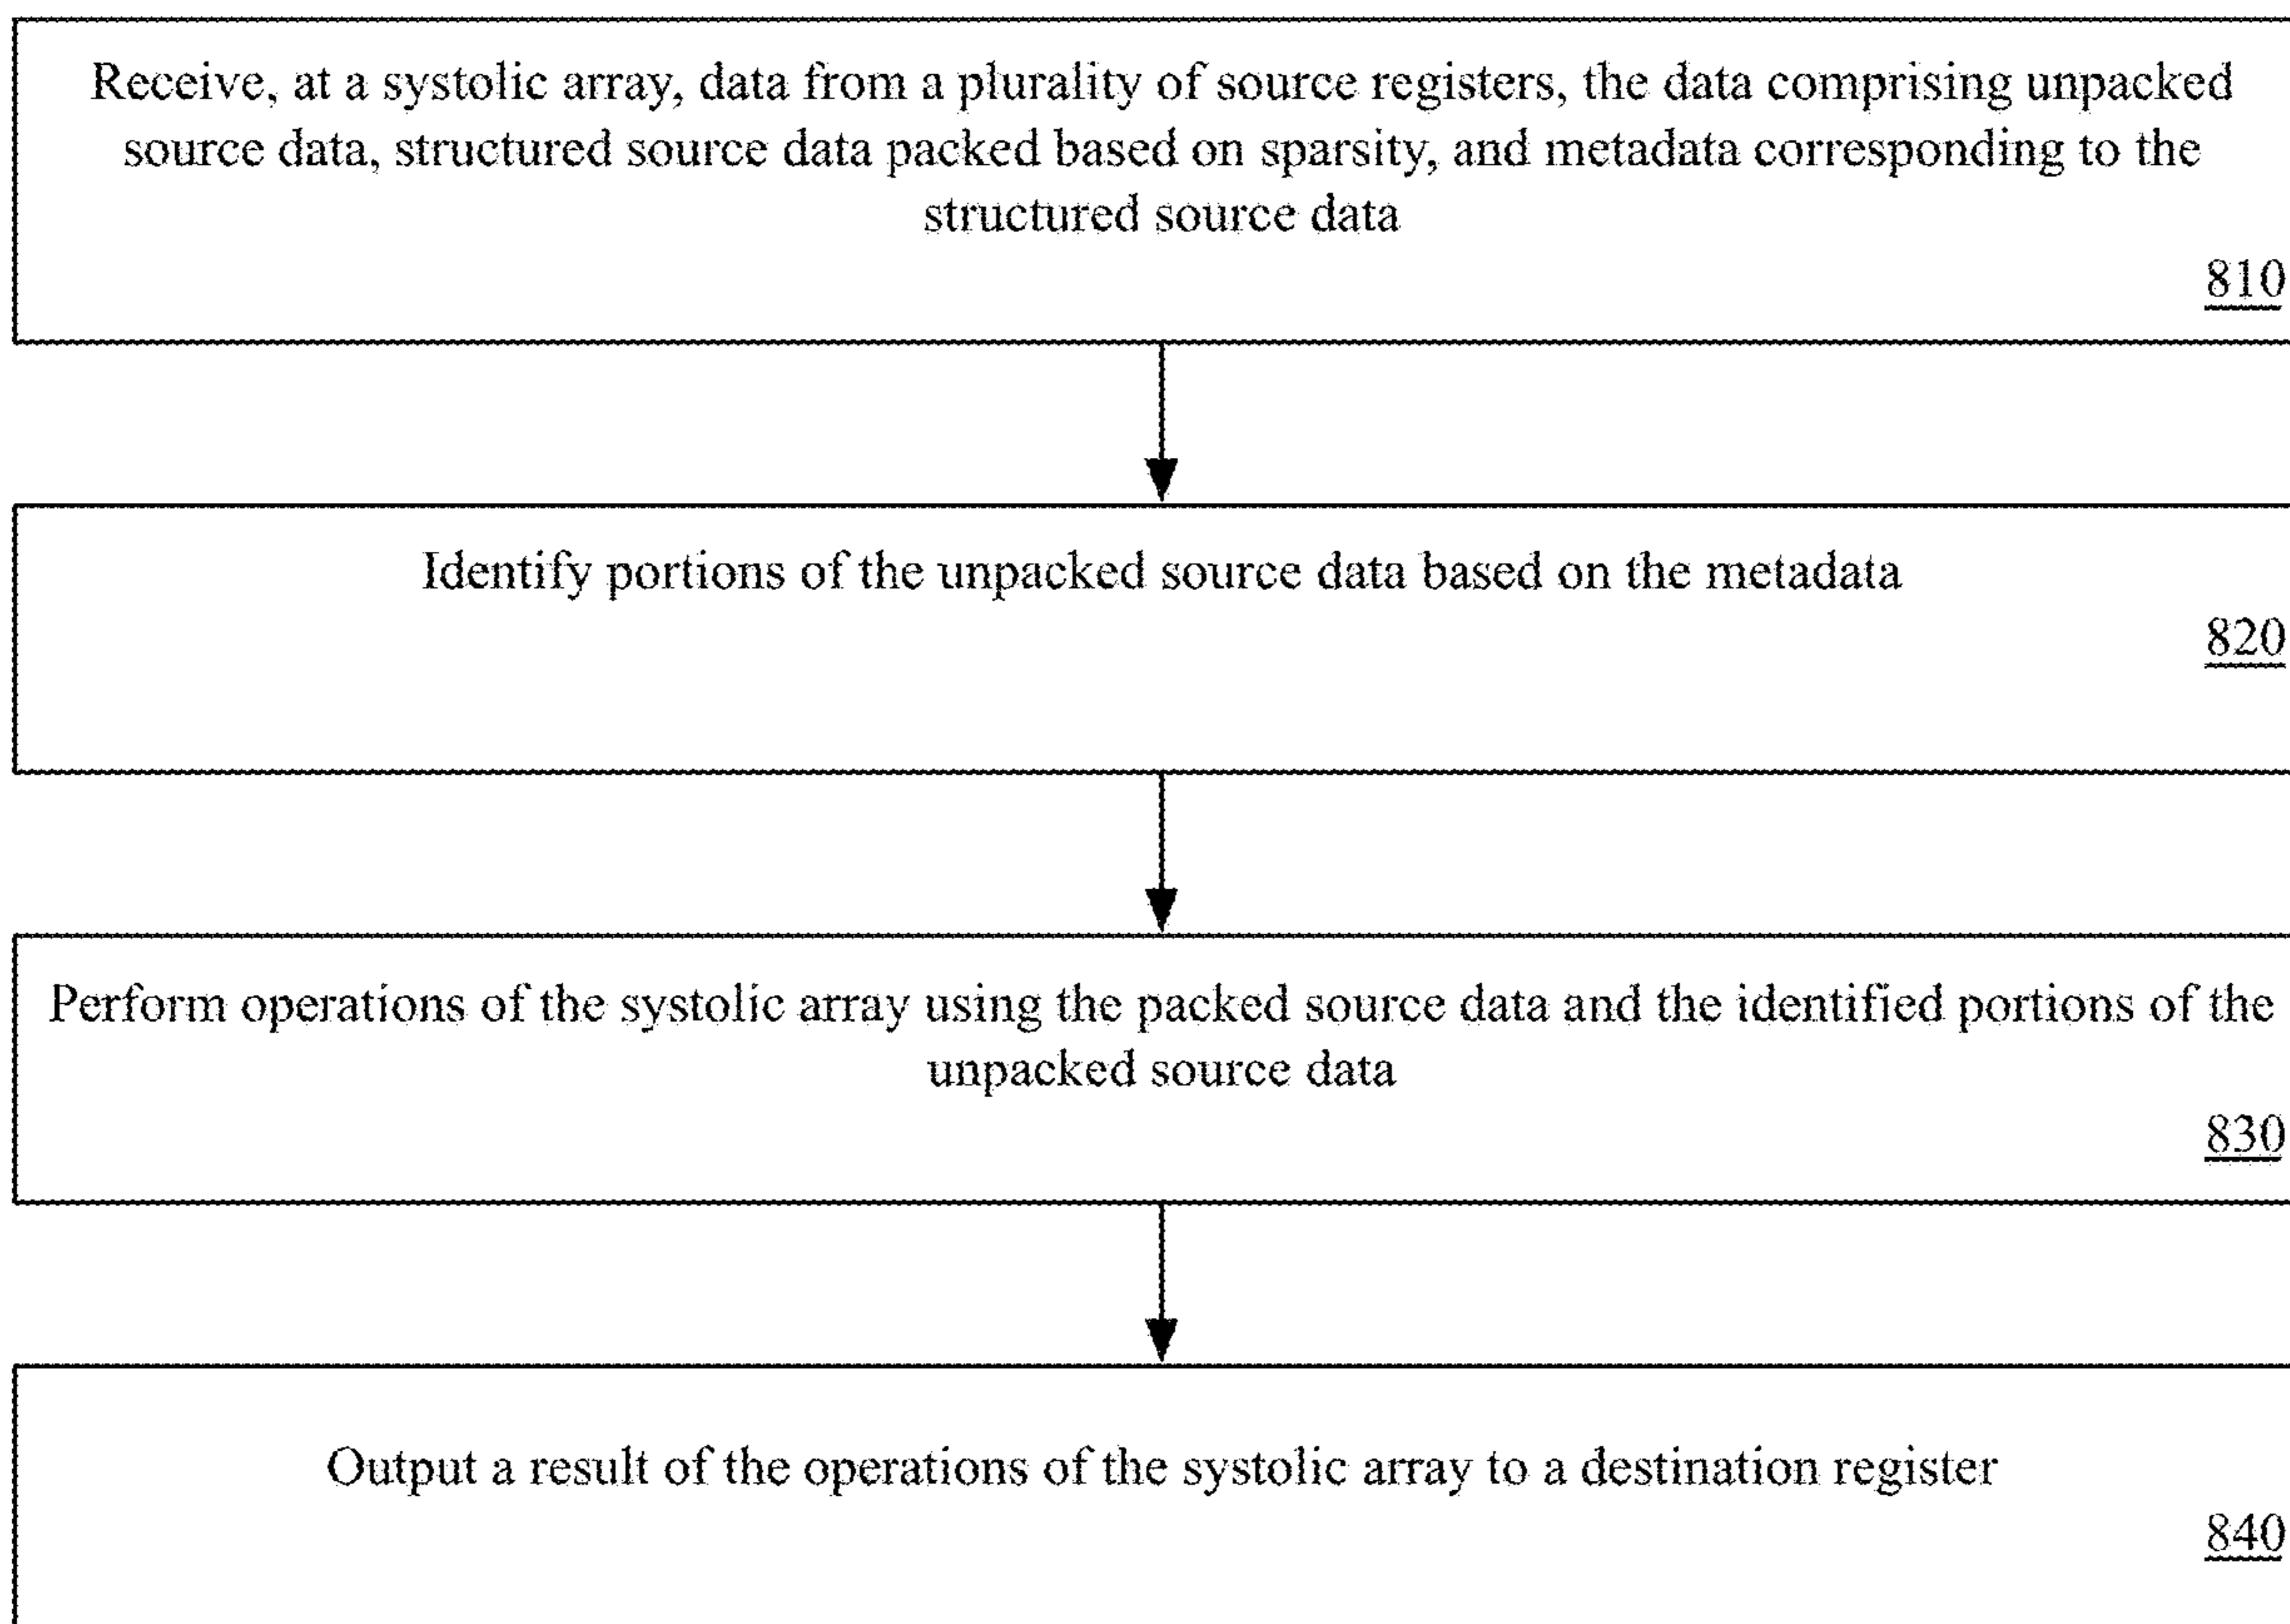 Receive, at a systolic array, data from a plurality of source registers, the data comprising unpacked
source data, structured source data packed based on sparsity, and metadata corresponding to the
structured source data
810
Identify portions of the unpacked source data based on the metadata
820
Perform operations of the systolic array using the packed source data and the identified portions of the
unpacked source data
830
Output a result of the operations of the systolic array to a destination register
840